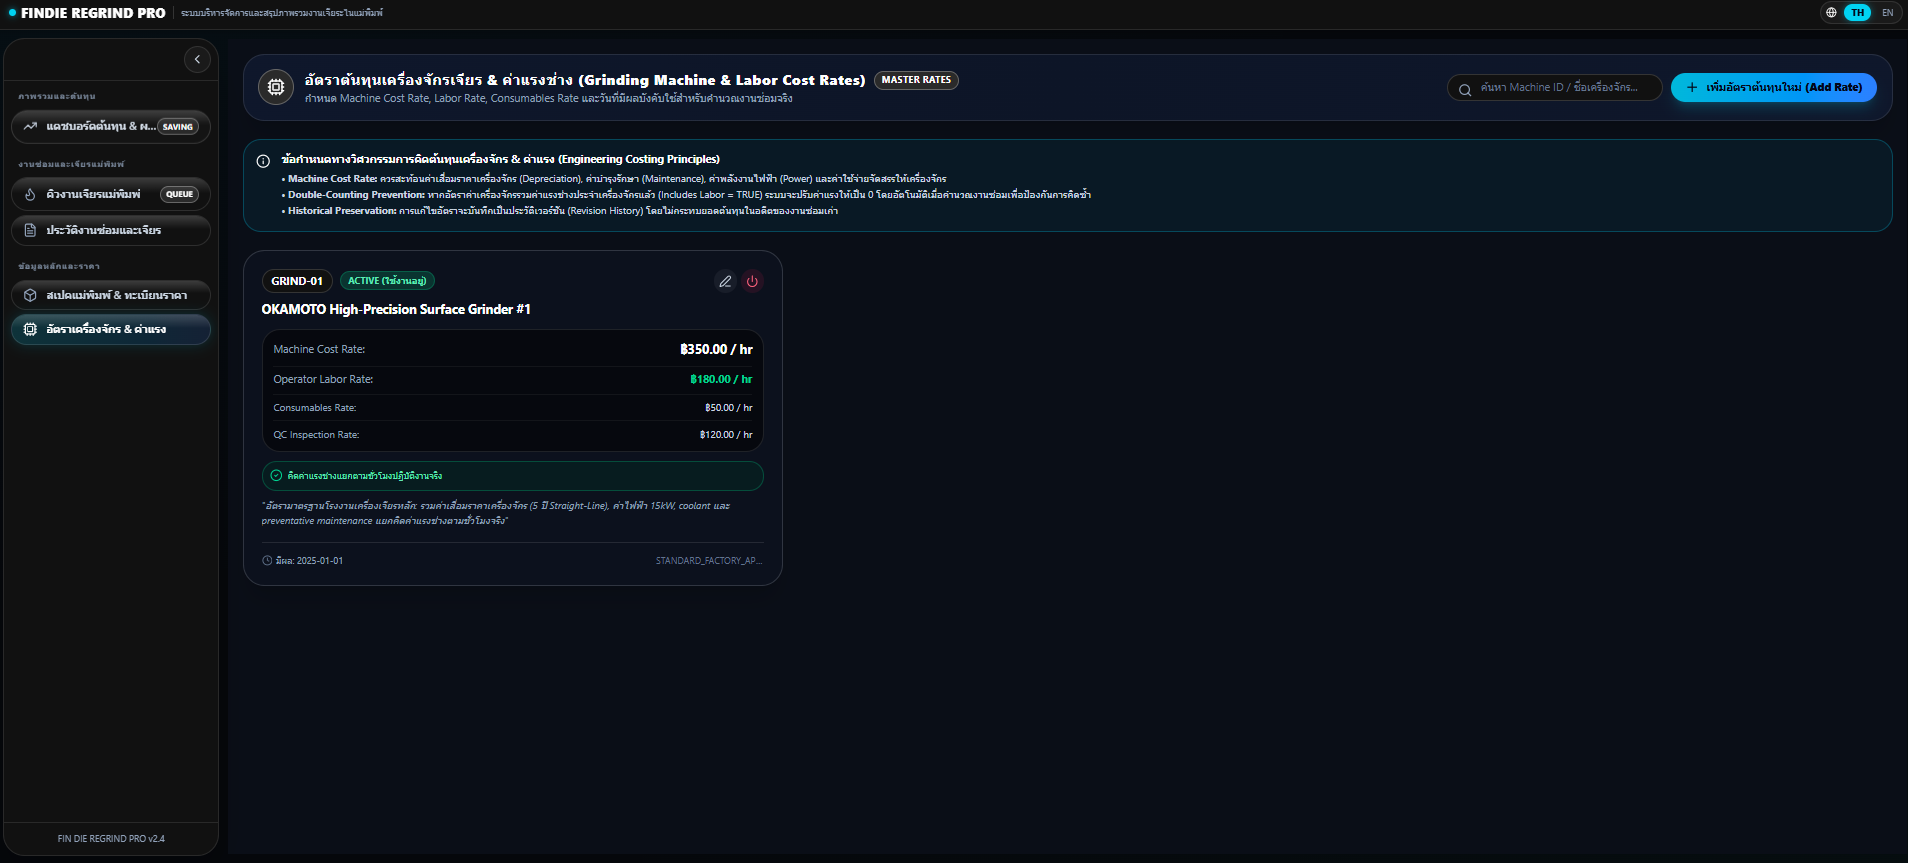 FINDIE REGRIND PRO
ระบบบริหารจัดการและสรุปภาพรวมงานเจียระไนแม่พิมพ์
TH
EN
ภาพรวมและต้นทุน
แดชบอร์ดต้นทุน & ผ...
SAVING
งานซ่อมและเจียรแม่พิมพ์
คิวงานเจียรแม่พิมพ์
QUEUE
ประวัติงานซ่อมและเจียร
ข้อมูลหลักและราคา
สเปคแม่พิมพ์ & ทะเบียนราคา
อัตราเครื่องจักร & ค่าแรง
FIN DIE REGRIND PRO v2.4
อัตราต้นทุนเครื่องจักรเจียร & ค่าแรงช่าง (Grinding Machine & Labor Cost Rates)
MASTER RATES
กำหนด Machine Cost Rate, Labor Rate, Consumables Rate และวันที่มีผลบังคับใช้สำหรับคำนวณงานซ่อมจริง
ค้นหา Machine ID / ชื่อเครื่องจักร...
+ เพิ่มอัตราต้นทุนใหม่ (Add Rate)
ข้อกำหนดทางวิศวกรรมการคิดต้นทุนเครื่องจักร & ค่าแรง (Engineering Costing Principles)
• Machine Cost Rate: ควรสะท้อนค่าเสื่อมราคาเครื่องจักร (Depreciation), ค่าบำรุงรักษา (Maintenance), ค่าพลังงานไฟฟ้า (Power) และค่าใช้จ่ายจัดสรรให้เครื่องจักร
• Double-Counting Prevention: หากอัตราค่าเครื่องจักรรวมค่าแรงช่างประจำเครื่องจักรแล้ว (Includes Labor = TRUE) ระบบจะปรับค่าแรงให้เป็น 0 โดยอัตโนมัติเมื่อคำนวณงานซ่อมเพื่อป้องกันการคิดซ้ำ
• Historical Preservation: การแก้ไขอัตราจะบันทึกเป็นประวัติเวอร์ชัน (Revision History) โดยไม่กระทบยอดต้นทุนในอดีตของงานซ่อมเก่า
GRIND-01
ACTIVE (ใช้งานอยู่)
OKAMOTO High-Precision Surface Grinder #1
Machine Cost Rate:
฿350.00 / hr
Operator Labor Rate:
฿180.00 / hr
Consumables Rate:
฿50.00 / hr
QC Inspection Rate:
฿120.00 / hr
คิดค่าแรงช่างแยกตามชั่วโมงปฏิบัติงานจริง
"อัตรามาตรฐานโรงงานเครื่องเจียรหลัก: รวมค่าเสื่อมราคาเครื่องจักร (5 ปี Straight-Line), ค่าไฟฟ้า 15kW, coolant และ
preventative maintenance แยกคิดค่าแรงช่างตามชั่วโมงจริง"
มีผล: 2025-01-01
STANDARD_FACTORY_AP...